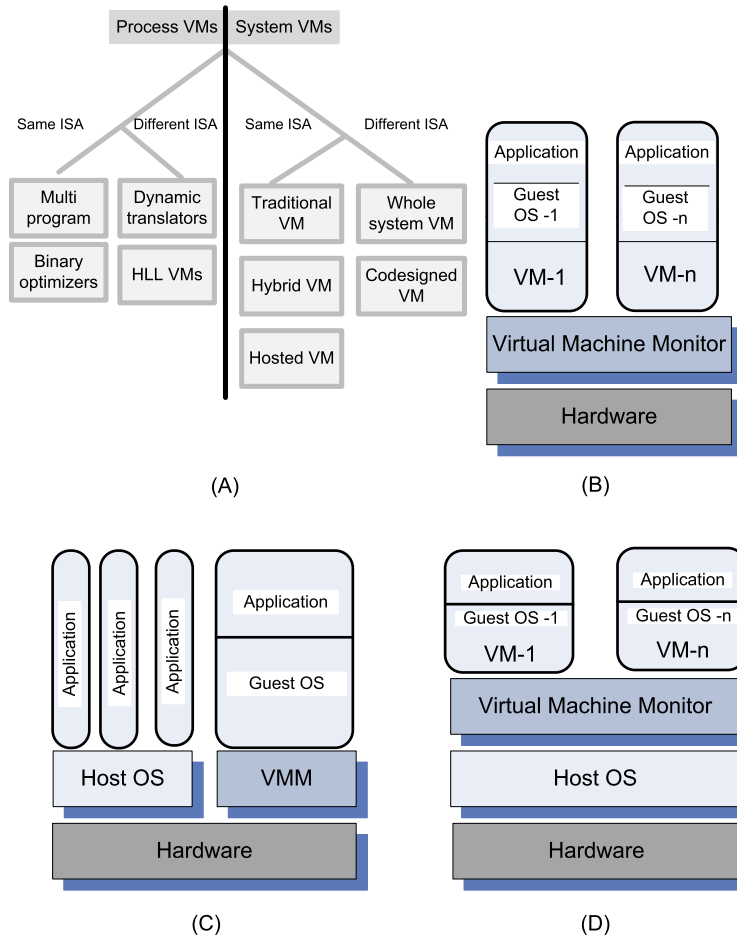 Process VMs
System VMs
Same ISA
Different ISA
Same ISA
Different ISA
Multi
program
Dynamic
translators
Traditional
VM
Whole
system VM
Binary
optimizers
HLL VMs
Hybrid VM
Codesigned
VM
Hosted VM
(A)
Application
Guest
OS -1
VM-1
Application
Guest
OS -n
VM-n
Virtual Machine Monitor
Hardware
(B)
Application
Application
Application
Application
Guest OS
Host OS
VMM
Hardware
(C)
Application
Guest OS -1
VM-1
Application
Guest OS -n
VM-n
Virtual Machine Monitor
Host OS
Hardware
(D)